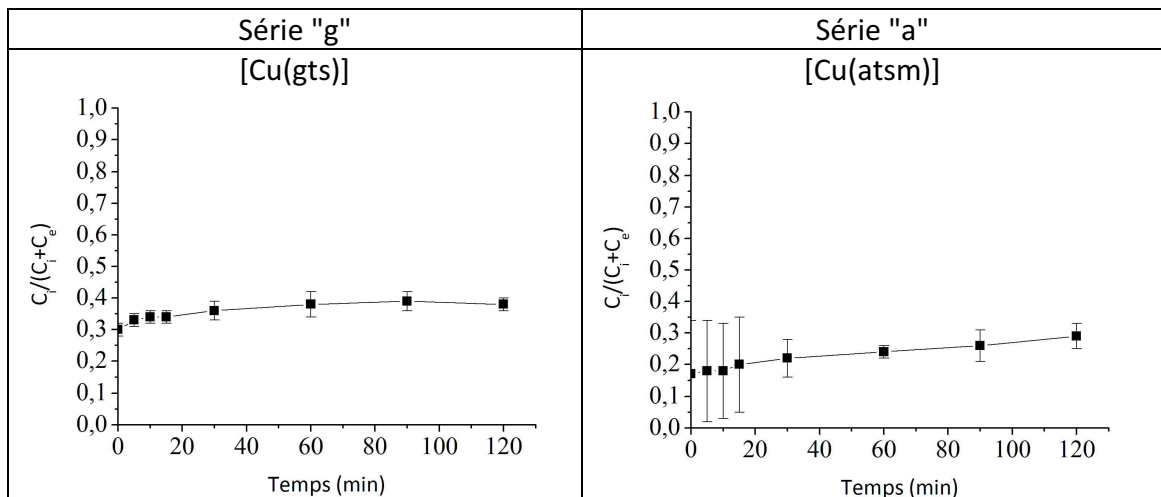 Série "g"
Série "a"
[Cu(gts)]
[Cu(atsm)]
1,0
0,9
0,8
0,7
0,6
0,5
0,4
0,3
0,2
0,1
0,0
C_i/(C_i+C_e)
0 20 40 60 80 100 120
Temps (min)
1,0
0,9
0,8
0,7
0,6
0,5
0,4
0,3
0,2
0,1
0,0
C_i/(C_i+C_e)
0 20 40 60 80 100 120
Temps (min)